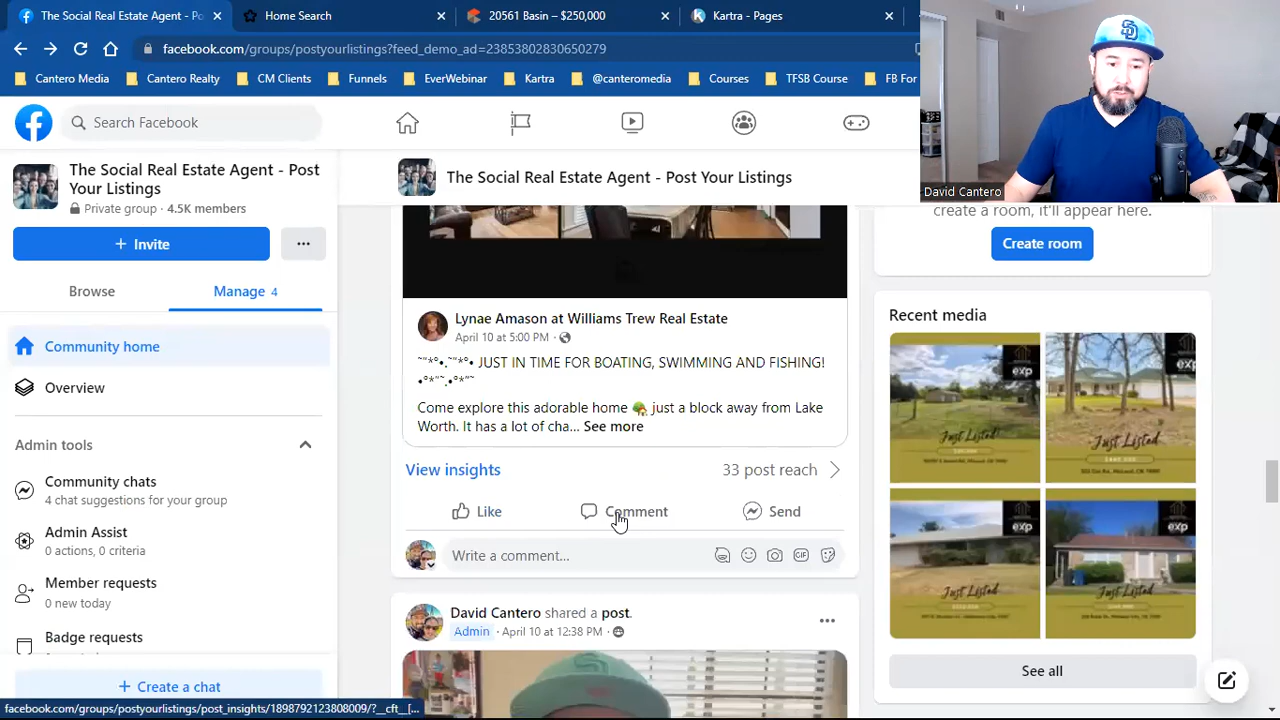 The Social Real Estate Agent - P
Home Search
20561 Basin – $250,000
Kartra - Pages
facebook.com/groups/postyourlistings?feed_demo_ad=23853802830650279
Cantero Media
Cantero Realty
CM Clients
Funnels
EverWebinar
Kartra
@canteromedia
Courses
TFSB Course
FB For
David Cantero
Search Facebook
The Social Real Estate Agent - Post
Your Listings
Private group · 4.5K members
+ Invite
Browse
Manage 4
Community home
Overview
Admin tools
Community chats
4 chat suggestions for your group
Admin Assist
0 actions, 0 criteria
Member requests
0 new today
Badge requests
+ Create a chat
facebook.com/groups/postyourlistings/post_insights/1898792123808009/?__cft__[...
The Social Real Estate Agent - Post Your Listings
Lynae Amason at Williams Trew Real Estate
April 10 at 5:00 PM ·
˜”*°•.˜”*°• JUST IN TIME FOR BOATING, SWIMMING AND FISHING!
•°*”˜.•°*”˜
Come explore this adorable home just a block away from Lake
Worth. It has a lot of cha... See more
View insights
33 post reach
Like
Comment
Send
Write a comment...
GIF
David Cantero shared a post.
Admin · April 10 at 12:38 PM ·
create a room, it'll appear here.
Create room
Recent media
exp
Just Listed!
exp
Just Listed!
exp
Just Listed!
exp
Just Listed!
See all